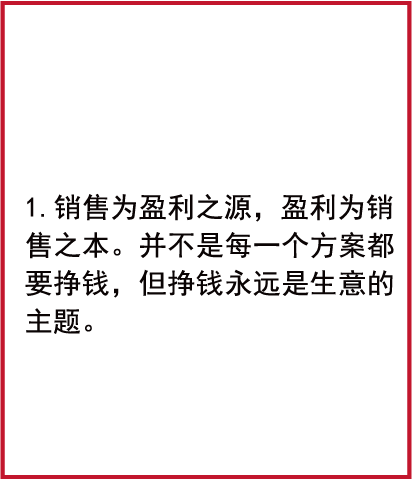 1.销售为盈利之源，盈利为销
售之本。并不是每一个方案都
要挣钱，但挣钱永远是生意的
主题。